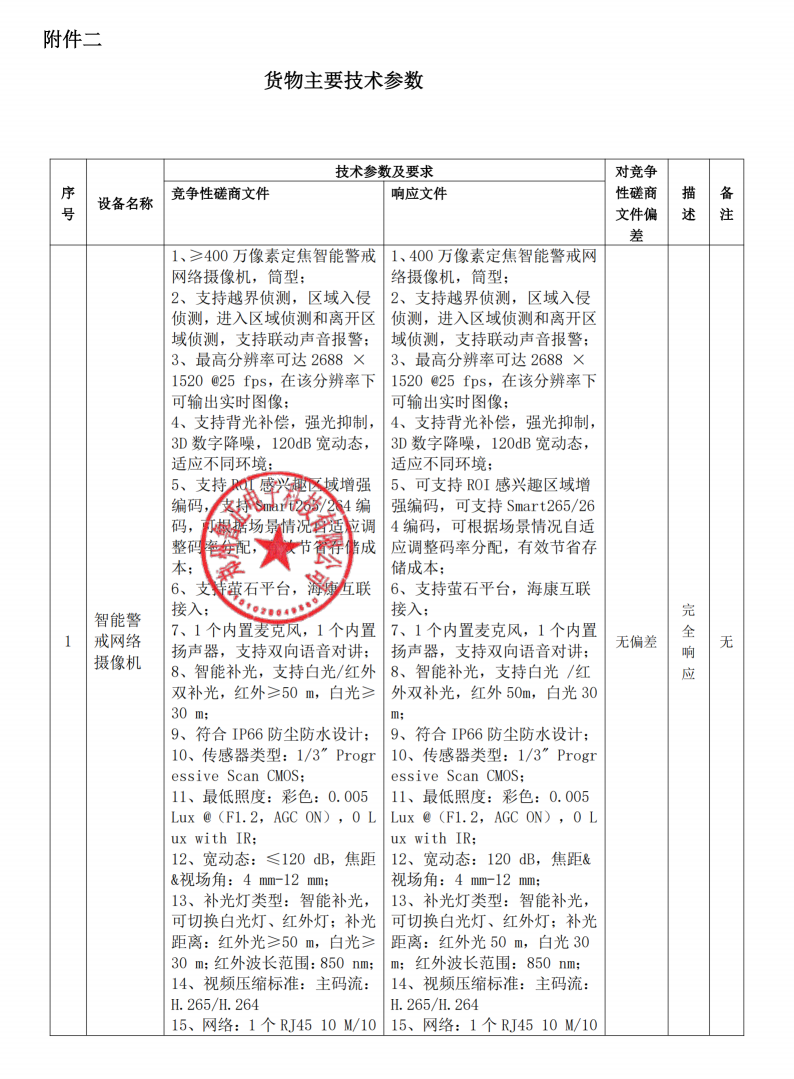 附件二
货物主要技术参数
序号
设备名称
技术参数及要求
竞争性磋商文件
响应文件
对竞争
性磋商
文件偏
差
描述
备注
1
智能警
戒网络
摄像机
1、≥400 万像素定焦智能警戒
网络摄像机，筒型；
2、支持越界侦测，区域入侵
侦测，进入区域侦测和离开区
域侦测，支持联动声音报警；
3、最高分辨率可达 2688 ×
1520 @25 fps，在该分辨率下
可输出实时图像；
4、支持背光补偿，强光抑制，
3D 数字降噪，120dB 宽动态，
适应不同环境；
5、支持 ROI 感兴趣区域增强
编码，支持 Smart265/264 编
码，可根据场景情况自适应调
整码率分配，有效节省存储成
本；
6、支持萤石平台，海康互联
接入；
7、1 个内置麦克风，1 个内置
扬声器，支持双向语音对讲；
8、智能补光，支持白光/红外
双补光，红外≥50 m，白光≥
30 m；
9、符合 IP66 防尘防水设计；
10、传感器类型：1/3″ Progr
essive Scan CMOS；
11、最低照度：彩色：0.005
Lux @（F1.2，AGC ON），0 L
ux with IR；
12、宽动态：≤120 dB，焦距
&视场角：4 mm-12 mm；
13、补光灯类型：智能补光，
可切换白光灯、红外灯；补光
距离：红外光≥50 m，白光≥
30 m；红外波长范围：850 nm；
14、视频压缩标准：主码流：
H.265/H.264
15、网络：1 个 RJ45 10 M/10
1、400 万像素定焦智能警戒网
络摄像机，筒型；
2、支持越界侦测，区域入侵
侦测，进入区域侦测和离开区
域侦测，支持联动声音报警；
3、最高分辨率可达 2688 ×
1520 @25 fps，在该分辨率下
可输出实时图像；
4、支持背光补偿，强光抑制，
3D 数字降噪，120dB 宽动态，
适应不同环境；
5、可支持 ROI 感兴趣区域增
强编码，可支持 Smart265/26
4 编码，可根据场景情况自适
应调整码率分配，有效节省存
储成本；
6、支持萤石平台，海康互联
接入；
7、1 个内置麦克风，1 个内置
扬声器，支持双向语音对讲；
8、智能补光，支持白光 /红
外双补光，红外 50m，白光 30
m；
9、符合 IP66 防尘防水设计；
10、传感器类型：1/3″ Progr
essive Scan CMOS；
11、最低照度：彩色：0.005
Lux @（F1.2，AGC ON），0 L
ux with IR；
12、宽动态：120 dB，焦距&
视场角：4 mm-12 mm；
13、补光灯类型：智能补光，
可切换白光灯、红外灯；补光
距离：红外光 50 m，白光 30
m；红外波长范围：850 nm；
14、视频压缩标准：主码流：
H.265/H.264
15、网络：1 个 RJ45 10 M/10
无偏差
完全响应
无
电子科技有限公司